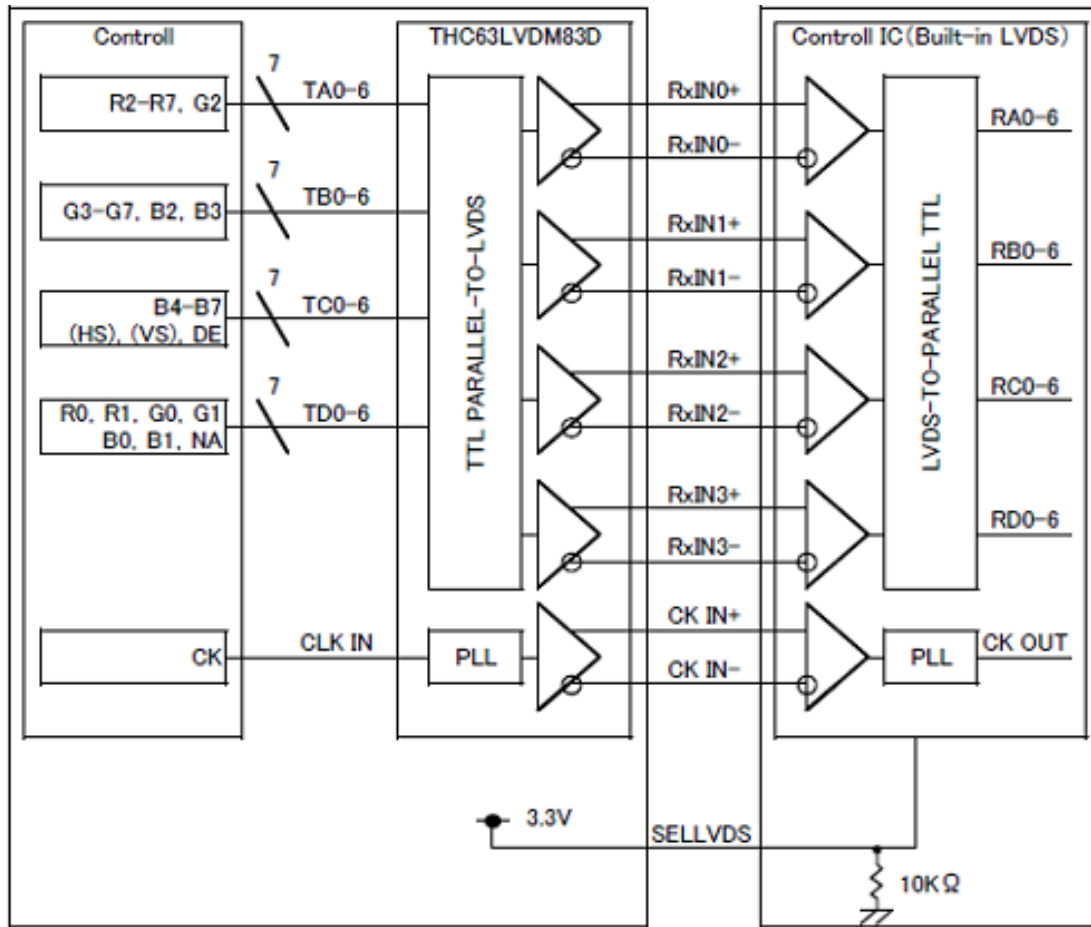 Controll
THC63LVDM83D
Controll IC(Built-in LVDS)
R2-R7, G2
7
TA0-6
RxIN0+
RxIN0-
RA0-6
G3-G7, B2, B3
7
TB0-6
RxIN1+
RxIN1-
RB0-6
B4-B7
(HS), (VS), DE
7
TC0-6
RxIN2+
RxIN2-
RC0-6
R0, R1, G0, G1
B0, B1, NA
7
TD0-6
RxIN3+
RxIN3-
RD0-6
TTL PARALLEL-TO-LVDS
LVDS-TO-PARALLEL TTL
CK
CLK IN
PLL
CK IN+
CK IN-
PLL
CK OUT
3.3V
SELLVDS
10KΩ